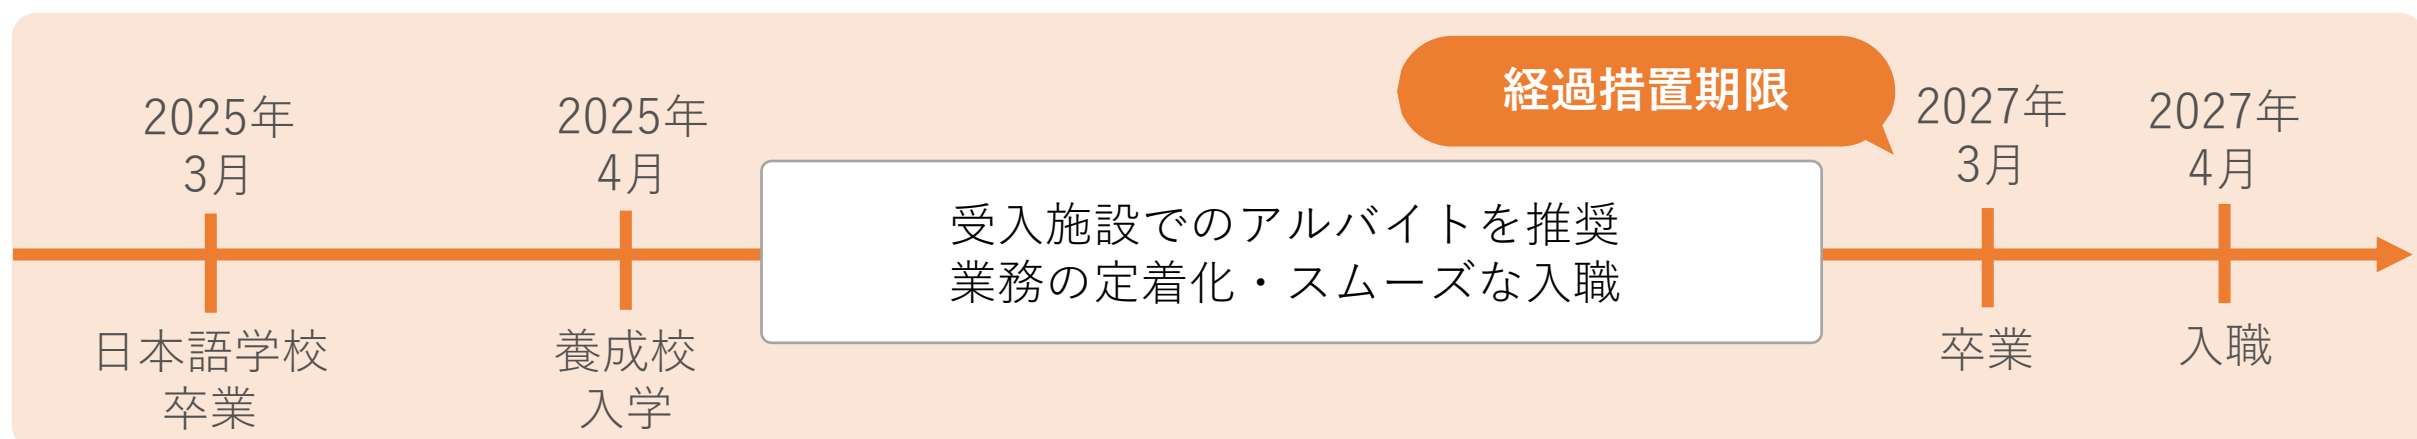 2025年
3月
日本語学校
卒業
2025年
4月
養成校
入学
受入施設でのアルバイトを推奨
業務の定着化・スムーズな入職
経過措置期限
2027年
3月
卒業
2027年
4月
入職